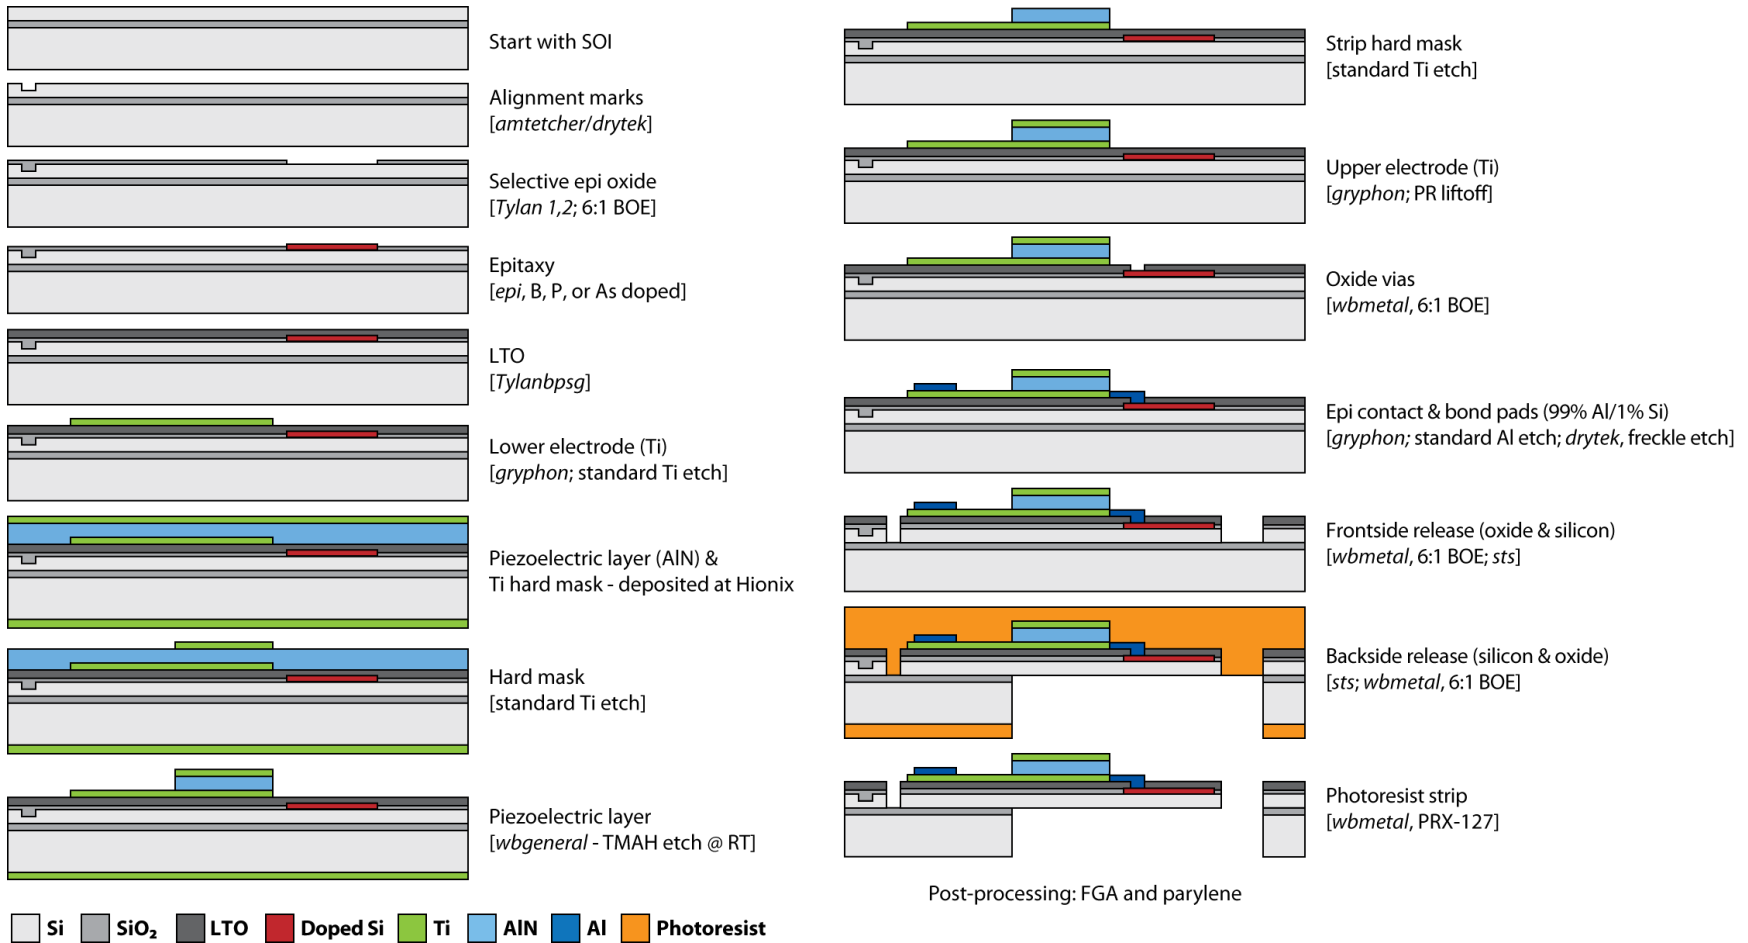 Start with SOI
Alignment marks
[amtetcher/drytek]
Selective epi oxide
[Tylan 1,2; 6:1 BOE]
Epitaxy
[epi, B, P, or As doped]
LTO
[Tylanbpsg]
Lower electrode (Ti)
[gryphon; standard Ti etch]
Piezoelectric layer (AlN) &
Ti hard mask - deposited at Hionix
Hard mask
[standard Ti etch]
Piezoelectric layer
[wbgeneral - TMAH etch @ RT]
Strip hard mask
[standard Ti etch]
Upper electrode (Ti)
[gryphon; PR liftoff]
Oxide vias
[wbmetal, 6:1 BOE]
Epi contact & bond pads (99% Al/1% Si)
[gryphon; standard Al etch; drytek, freckle etch]
Frontside release (oxide & silicon)
[wbmetal, 6:1 BOE; sts]
Backside release (silicon & oxide)
[sts; wbmetal, 6:1 BOE]
Photoresist strip
[wbmetal, PRX-127]
Post-processing: FGA and parylene
Si SiO₂ LTO Doped Si Ti AlN Al Photoresist